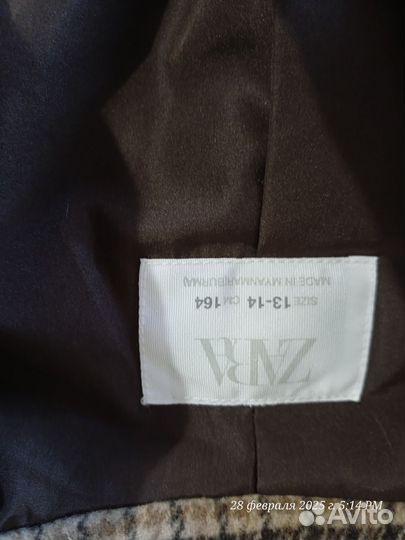 ZARA
SIZE 13-14 CM 164
MADE IN MYANMAR(BURMA)
28 февраля 2025 г. 5:14 PM
Avito